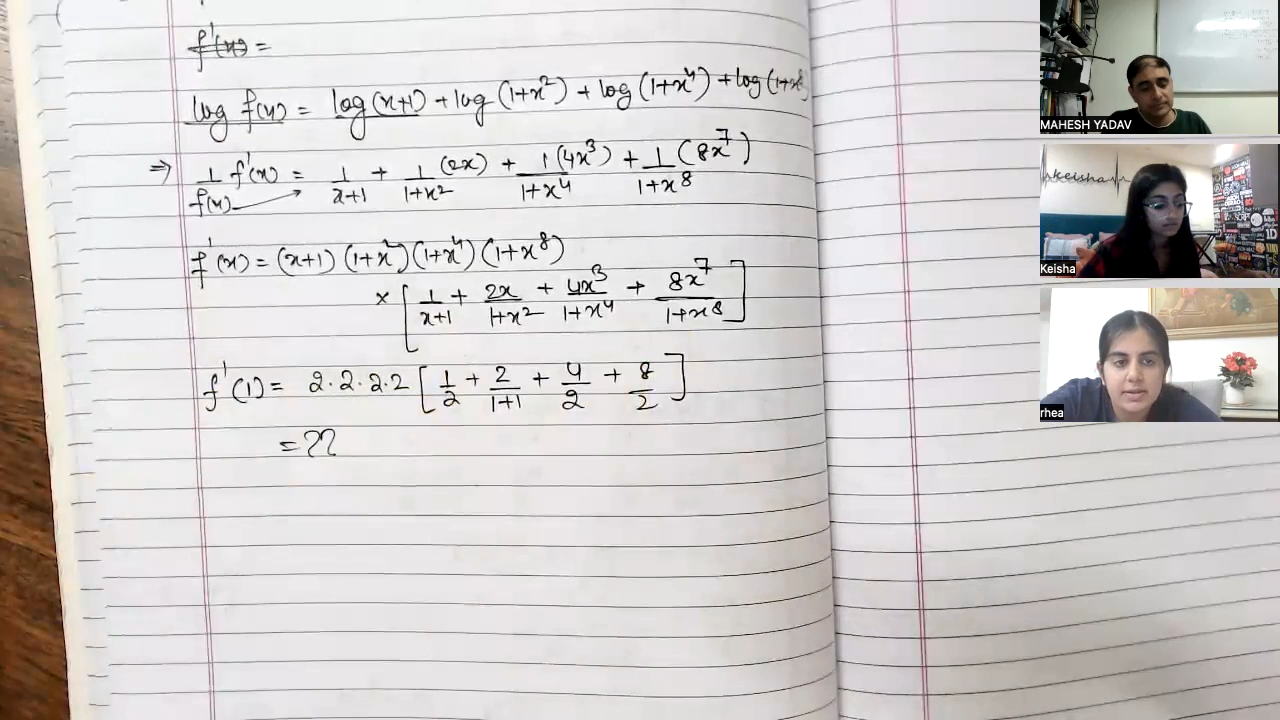 f'(x) =
log f(x) = log(x+1) + log(1+x²) + log(1+x⁴) + log(1+x⁸)
⇒ 1/f(x) f'(x) = 1/(x+1) + 1/(1+x²) (2x) + 1/(1+x⁴) (4x³) + 1/(1+x⁸) (8x⁷)
f'(x) = (x+1) (1+x²) (1+x⁴) (1+x⁸)
× [ 1/(x+1) + 2x/(1+x²) + 4x³/(1+x⁴) + 8x⁷/(1+x⁸) ]
f'(1) = 2.2.2.2 [ 1/2 + 2/(1+1) + 4/2 + 8/2 ]
= ??
MAHESH YADAV
keisha
Keisha
rhea